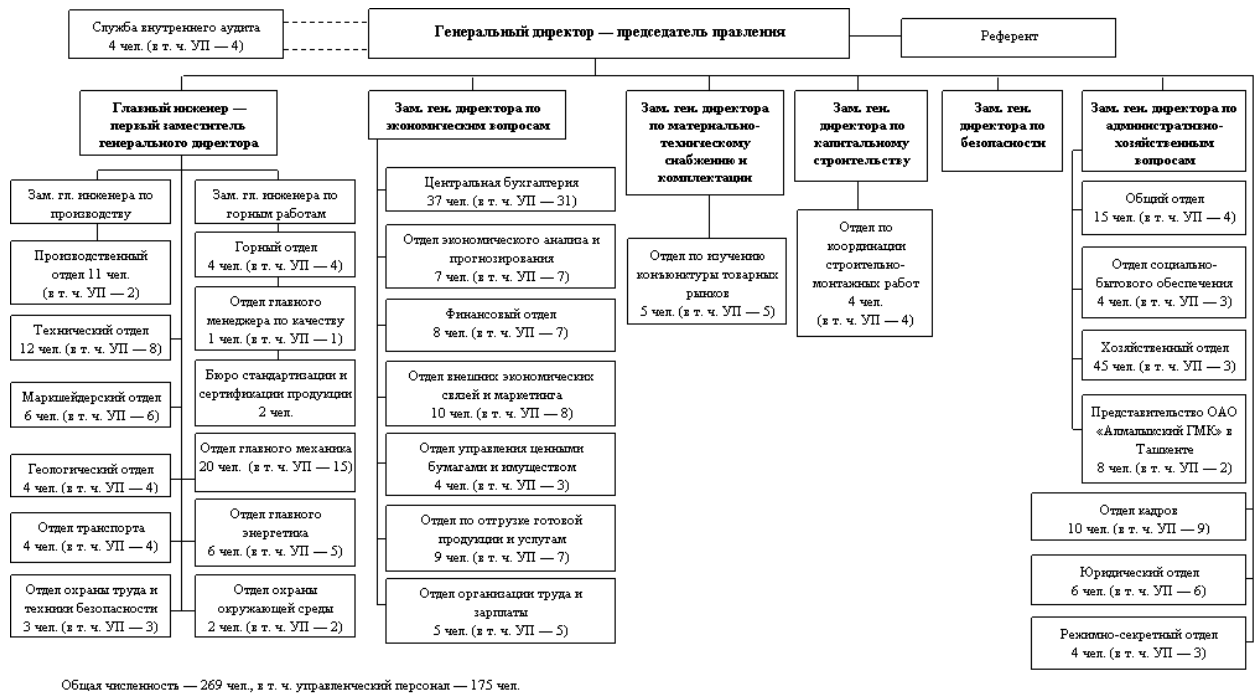 Служба внутреннего аудита
4 чел. (в т. ч. УП — 4)
Генеральный директор — председатель правления
Референт
Главный инженер —
первый заместитель
генерального директора
Зам. ген. директора по
экономическим вопросам
Зам. ген. директора
по материально-
техническому
снабжению и
комплектации
Зам. ген.
директора по
капитальному
строительству
Зам. ген.
директора по
безопасности
Зам. ген. директора по
административно-
хозяйственным
вопросам
Зам. гл. инженера по
производству
Производственный
отдел 11 чел.
(в т. ч. УП — 2)
Технический отдел
12 чел. (в т. ч. УП — 8)
Маркшейдерский отдел
6 чел. (в т. ч. УП — 6)
Геологический отдел
4 чел. (в т. ч. УП — 4)
Отдел транспорта
4 чел. (в т. ч. УП — 4)
Отдел охраны труда и
техники безопасности
3 чел. (в т. ч. УП — 3)
Зам. гл. инженера по
горным работам
Горный отдел
4 чел. (в т. ч. УП — 4)
Отдел главного
менеджера по качеству
1 чел. (в т. ч. УП — 1)
Бюро стандартизации и
сертификации продукции
2 чел.
Отдел главного механика
20 чел. (в т. ч. УП — 15)
Отдел главного
энергетика
6 чел. (в т. ч. УП — 5)
Отдел охраны
окружающей среды
2 чел. (в т. ч. УП — 2)
Центральная бухгалтерия
37 чел. (в т. ч. УП — 31)
Отдел экономического анализа и
прогнозирования
7 чел. (в т. ч. УП — 7)
Финансовый отдел
8 чел. (в т. ч. УП — 7)
Отдел внешних экономических
связей и маркетинга
10 чел. (в т. ч. УП — 8)
Отдел управления ценными
бумагами и имуществом
4 чел. (в т. ч. УП — 3)
Отдел по отгрузке готовой
продукции и услугам
9 чел. (в т. ч. УП — 7)
Отдел организации труда и
зарплаты
5 чел. (в т. ч. УП — 5)
Отдел по изучению
конъюнктуры товарных
рынков
5 чел. (в т. ч. УП — 5)
Отдел по
координации
строительно-
монтажных работ
4 чел.
(в т. ч. УП — 4)
Общий отдел
15 чел. (в т. ч. УП — 4)
Отдел социально-
бытового обеспечения
4 чел. (в т. ч. УП — 3)
Хозяйственный отдел
45 чел. (в т. ч. УП — 3)
Представительство ОАО
«Алмалыкский ГМК» в
Ташкенте
8 чел. (в т. ч. УП — 2)
Отдел кадров
10 чел. (в т. ч. УП — 9)
Юридический отдел
6 чел. (в т. ч. УП — 6)
Режимно-секретный отдел
4 чел. (в т. ч. УП — 3)
Общая численность — 269 чел., в т. ч. управленческий персонал — 175 чел.